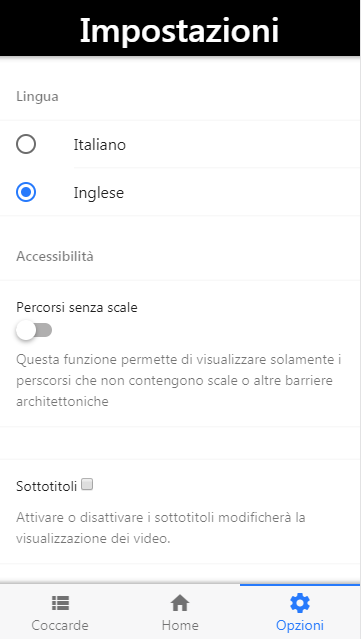 Impostazioni
Lingua
Italiano
Inglese
Accessibilità
Percorsi senza scale
Questa funzione permette di visualizzare solamente i
perscorsi che non contengono scale o altre barriere
architettoniche
Sottotitoli
Attivare o disattivare i sottotitoli modificherà la
visualizzazione dei video.
Coccarde Home Opzioni